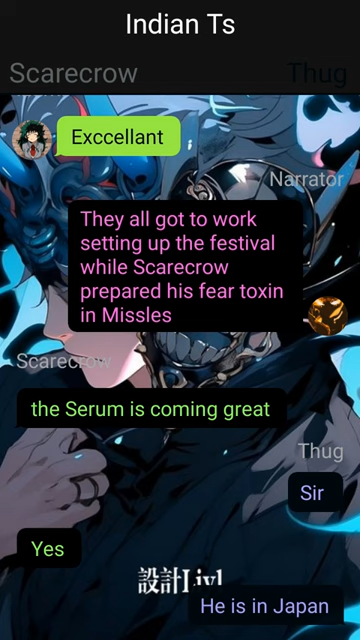 Indian Ts
Scarecrow
Thug
Exccellant
Narrator
They all got to work
setting up the festival
while Scarecrow
prepared his fear toxin
in Missles
Scarecrow
the Serum is coming great
Thug
Sir
Yes
設計
He is in Japan